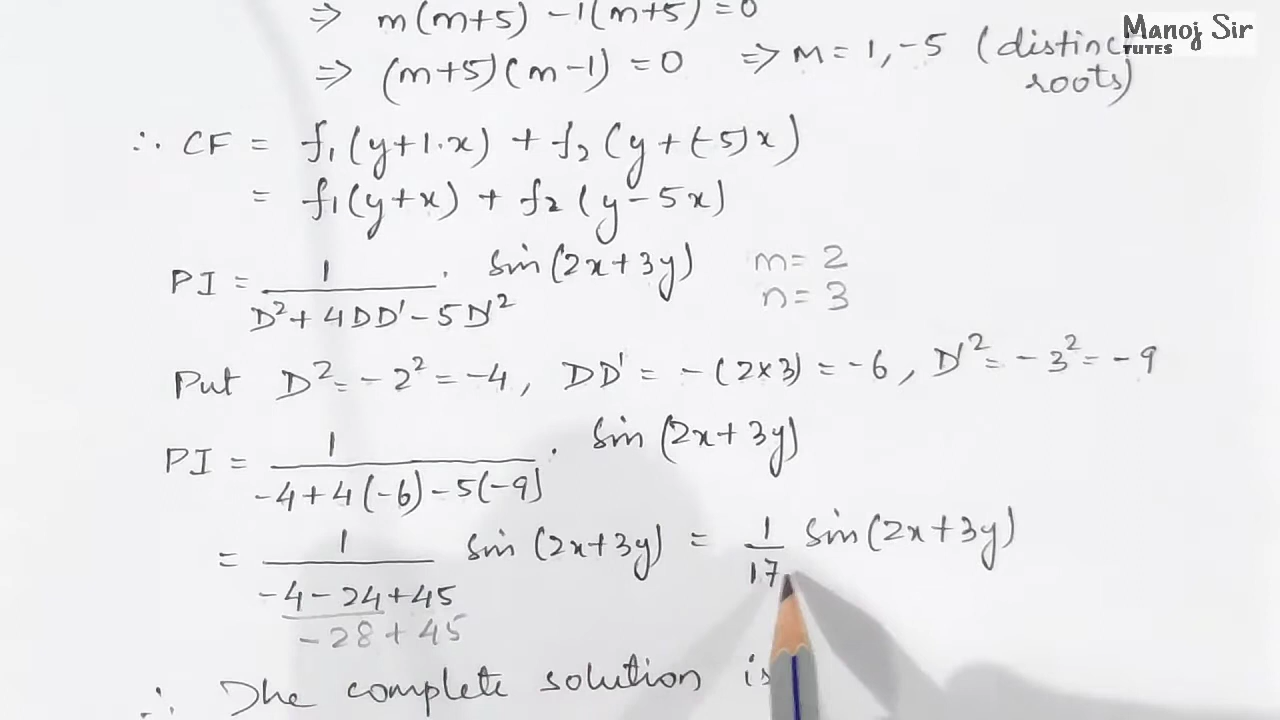 ⇒ m(m+5) -1(m+5) = 0
Manoj Sir
TUTES
⇒ (m+5)(m-1) = 0 ⇒ m = 1, -5 (distinct
roots)
∴ CF = f₁(y+1.x) + f₂(y+(-5)x)
= f₁(y+x) + f₂(y-5x)
PI = 1/(D²+4DD'-5D'²) . sin(2x+3y) m=2
n=3
Put D² = -2² = -4, DD' = -(2×3) = -6, D'² = -3² = -9
PI = 1/(-4+4(-6)-5(-9)) . sin(2x+3y)
= 1/(-4-24+45) sin(2x+3y) = 1/17 sin(2x+3y)
-28+45
∴ The complete solution is